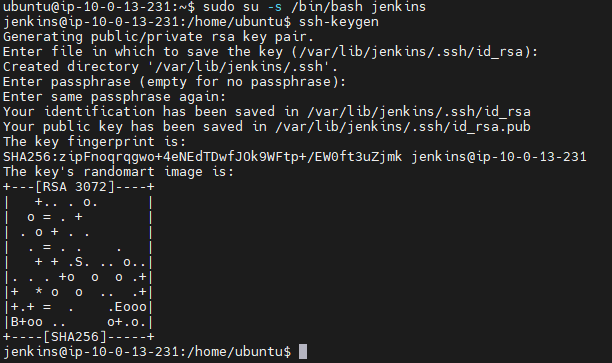 ubuntu@ip-10-0-13-231:~$ sudo su -s /bin/bash jenkins
jenkins@ip-10-0-13-231:/home/ubuntu$ ssh-keygen
Generating public/private rsa key pair.
Enter file in which to save the key (/var/lib/jenkins/.ssh/id_rsa):
Created directory '/var/lib/jenkins/.ssh'.
Enter passphrase (empty for no passphrase):
Enter same passphrase again:
Your identification has been saved in /var/lib/jenkins/.ssh/id_rsa
Your public key has been saved in /var/lib/jenkins/.ssh/id_rsa.pub
The key fingerprint is:
SHA256:zipFnoqrqgwo+4eNEdTDwfJOk9WFtp+/EW0ft3uZjmk jenkins@ip-10-0-13-231
The key's randomart image is:
+---[RSA 3072]----+
|   +.. . o.      |
|  o = . +        |
| . o + . .       |
|  . = . .    .   |
|   + + .S. .. o..|
|. . . +o  o  o .+|
|+  * o  o  ..  .+|
|+.+ =  .    .Eooo|
|B+oo ..     o+.o.|
+----[SHA256]-----+
jenkins@ip-10-0-13-231:/home/ubuntu$